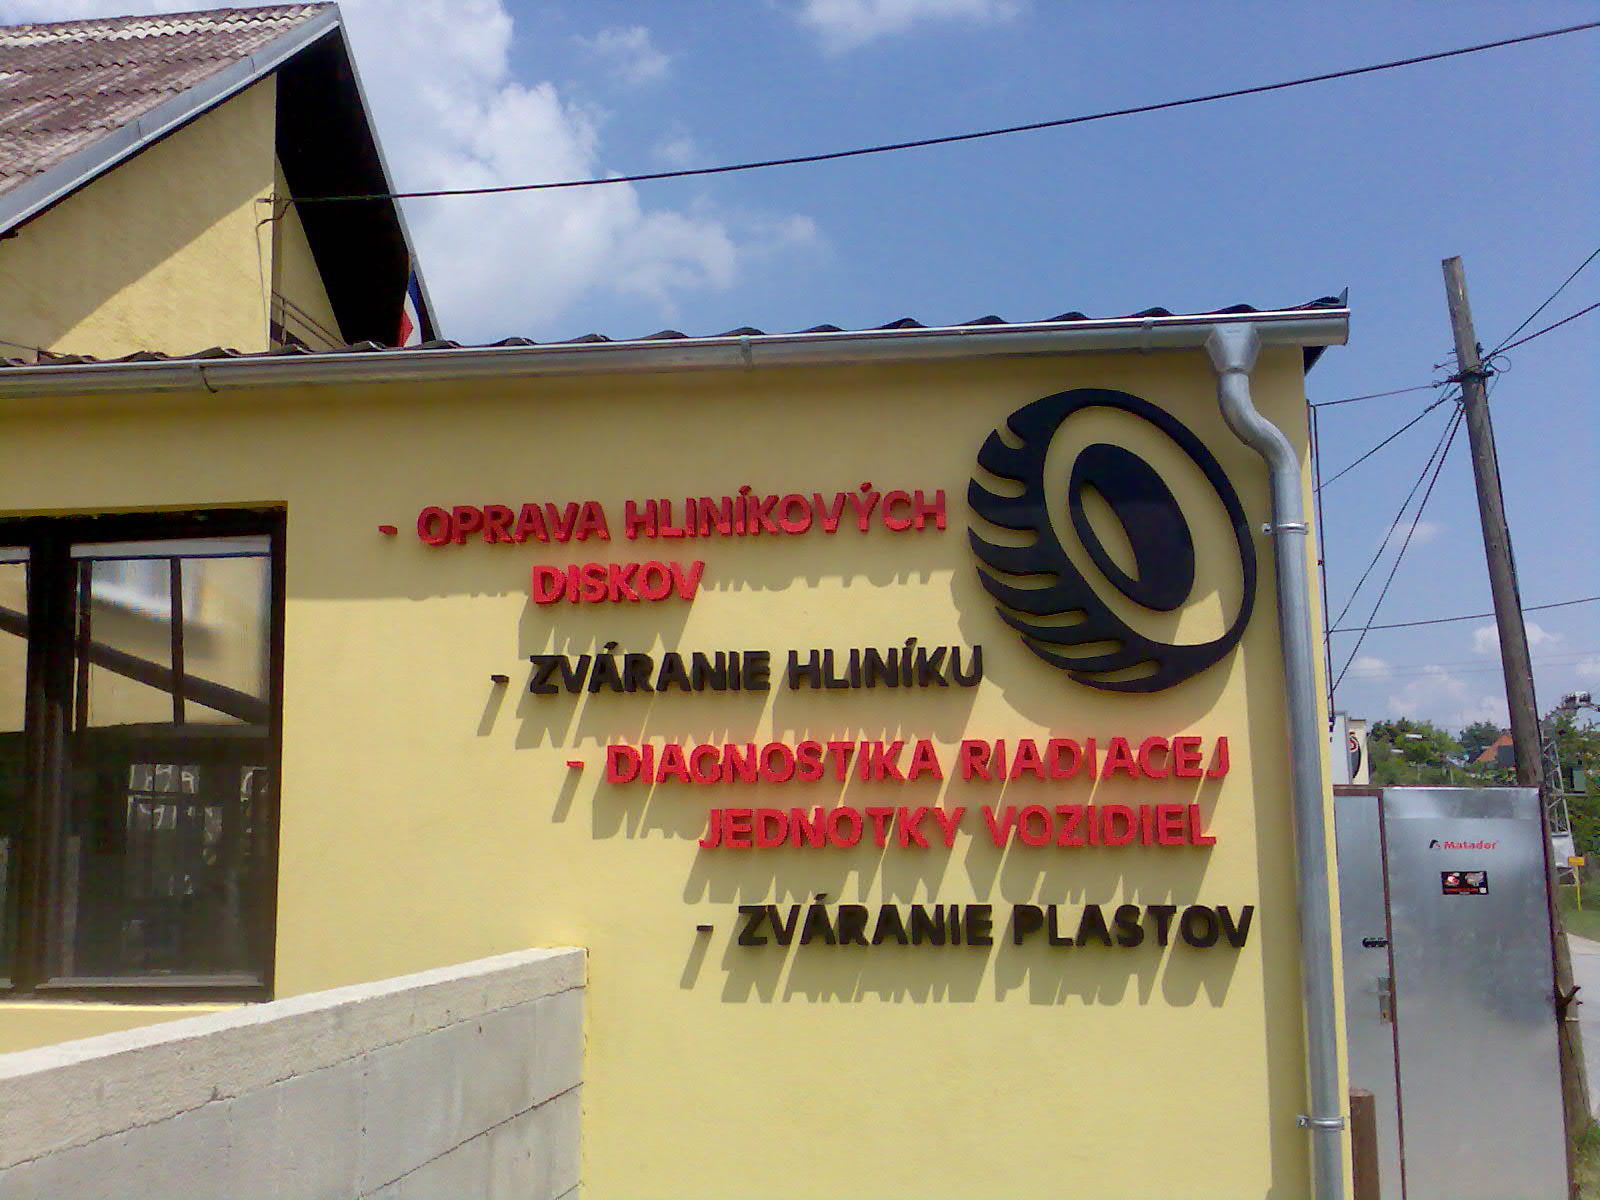 - OPRAVA HLINÍKOVÝCH
DISKOV
- ZVÁRANIE HLINÍKU
- DIAGNOSTIKA RIADIACEJ
JEDNOTKY VOZIDIEL
- ZVÁRANIE PLASTOV
Matador